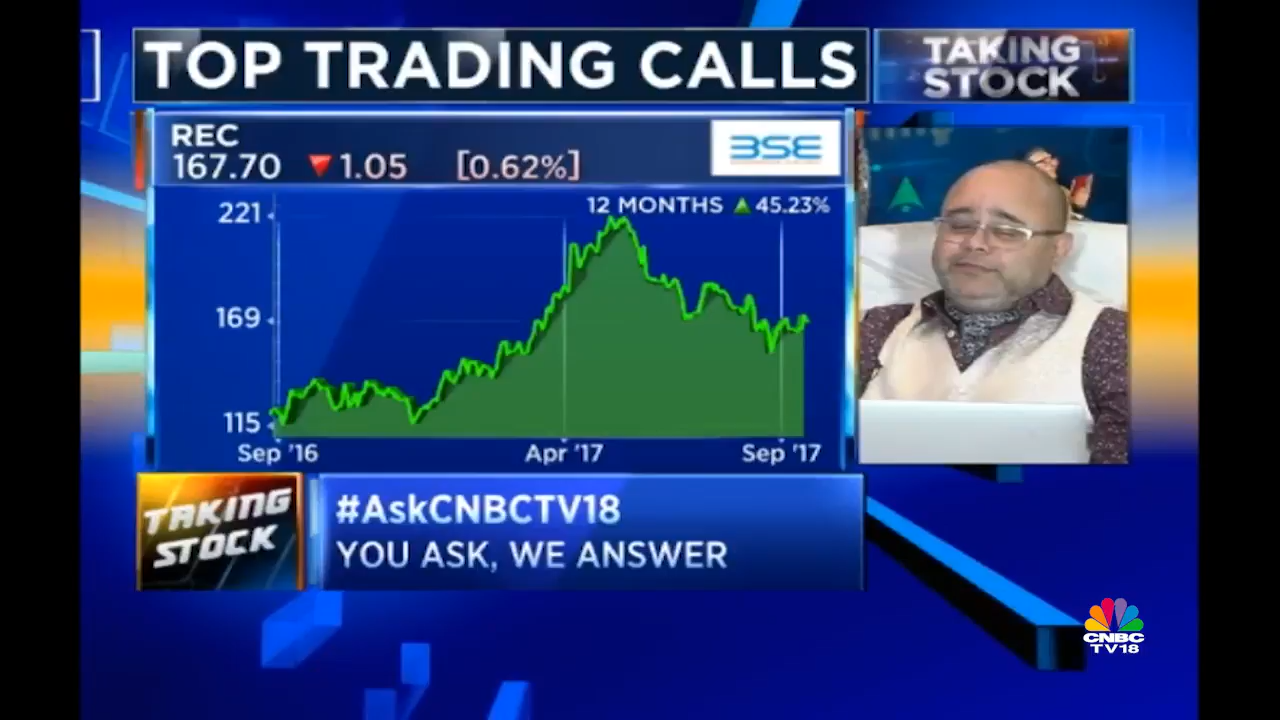 TOP TRADING CALLS
TAKING
STOCK
REC
167.70 ▼1.05 [0.62%]
BSE
12 MONTHS ▲ 45.23%
221
169
115
Sep '16 Apr '17 Sep '17
TAKING
STOCK
#AskCNBCTV18
YOU ASK, WE ANSWER
CNBC
TV18